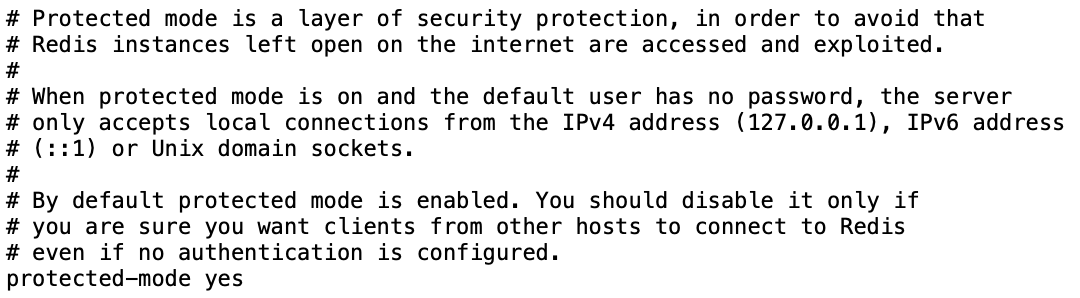 # Protected mode is a layer of security protection, in order to avoid that
# Redis instances left open on the internet are accessed and exploited.
#
# When protected mode is on and the default user has no password, the server
# only accepts local connections from the IPv4 address (127.0.0.1), IPv6 address
# (::1) or Unix domain sockets.
#
# By default protected mode is enabled. You should disable it only if
# you are sure you want clients from other hosts to connect to Redis
# even if no authentication is configured.
protected-mode yes